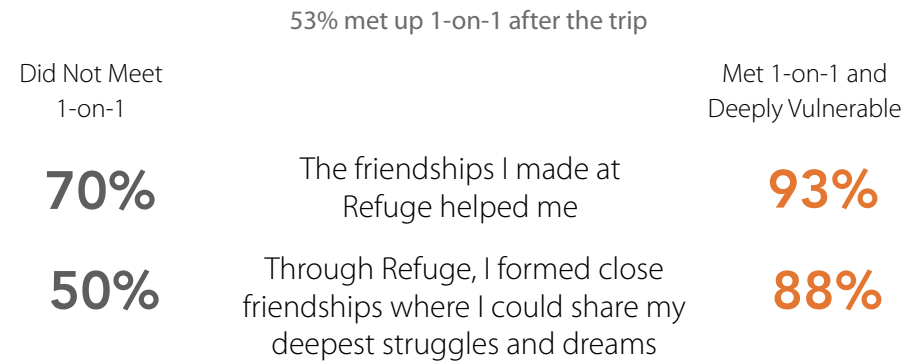 53% met up 1-on-1 after the trip
Did Not Meet
1-on-1
Met 1-on-1 and
Deeply Vulnerable
70%
The friendships I made at
Refuge helped me
93%
50%
Through Refuge, I formed close
friendships where I could share my
deepest struggles and dreams
88%